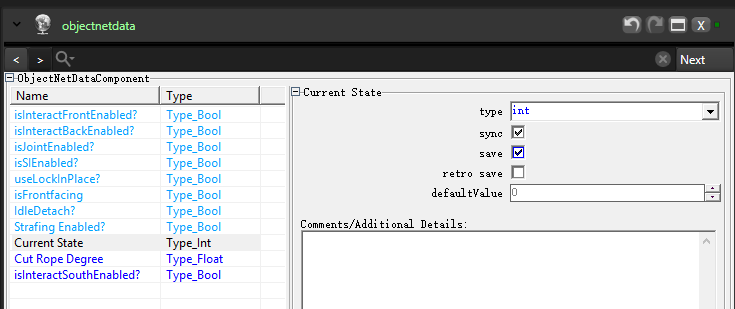 objectnetdata
X
< > Next
ObjectNetDataComponent
Name Type
isInteractFrontEnabled? Type_Bool
isInteractBackEnabled? Type_Bool
isJointEnabled? Type_Bool
isSIEnabled? Type_Bool
useLockInPlace? Type_Bool
isFrontfacing Type_Bool
IdleDetach? Type_Bool
Strafing Enabled? Type_Bool
Current State Type_Int
Cut Rope Degree Type_Float
isInteractSouthEnabled? Type_Bool
Current State
type int
sync
save
retro save
defaultValue 0
Comments/Additional Details: